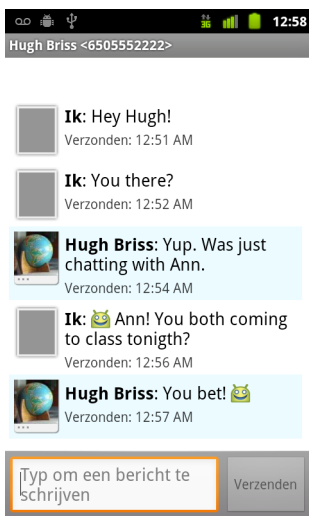 3G 12:58
Hugh Briss <6505552222>
Ik: Hey Hugh!
Verzonden: 12:51 AM
Ik: You there?
Verzonden: 12:52 AM
Hugh Briss: Yup. Was just
chatting with Ann.
Verzonden: 12:54 AM
Ik: Ann! You both coming
to class tonigth?
Verzonden: 12:56 AM
Hugh Briss: You bet!
Verzonden: 12:57 AM
Typ om een bericht te
schrijven
Verzenden